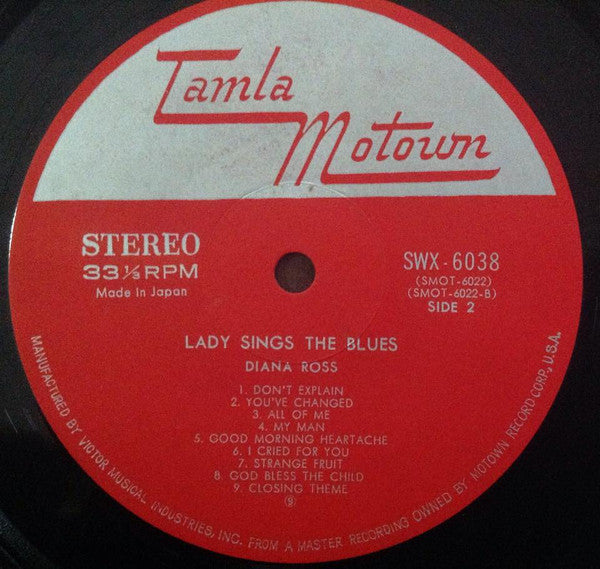 Tamla
Motown
STEREO
33⅓RPM
Made In Japan
SWX-6038
(SMOT-6022)
(SMOT-6022-B)
SIDE 2
LADY SINGS THE BLUES
DIANA ROSS
1. DON'T EXPLAIN
2. YOU'VE CHANGED
3. ALL OF ME
4. MY MAN
5. GOOD MORNING HEARTACHE
6. I CRIED FOR YOU
7. STRANGE FRUIT
8. GOD BLESS THE CHILD
9. CLOSING THEME
MANUFACTURED BY VICTOR MUSICAL INDUSTRIES, INC. FROM A MASTER RECORDING OWNED BY MOTOWN RECORD CORP., U.S.A.